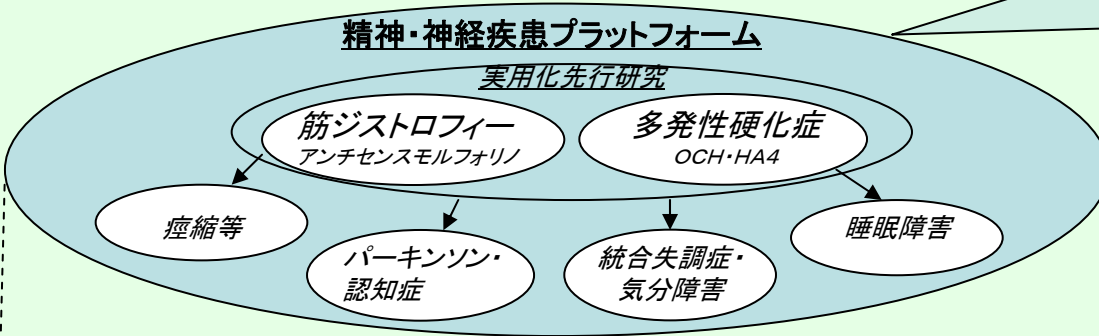 精神・神経疾患プラットフォーム
実用化先行研究
筋ジストロフィー
アンチセンスモルフォリノ
多発性硬化症
OCH・HA4
痙縮等
パーキンソン・
認知症
統合失調症・
気分障害
睡眠障害